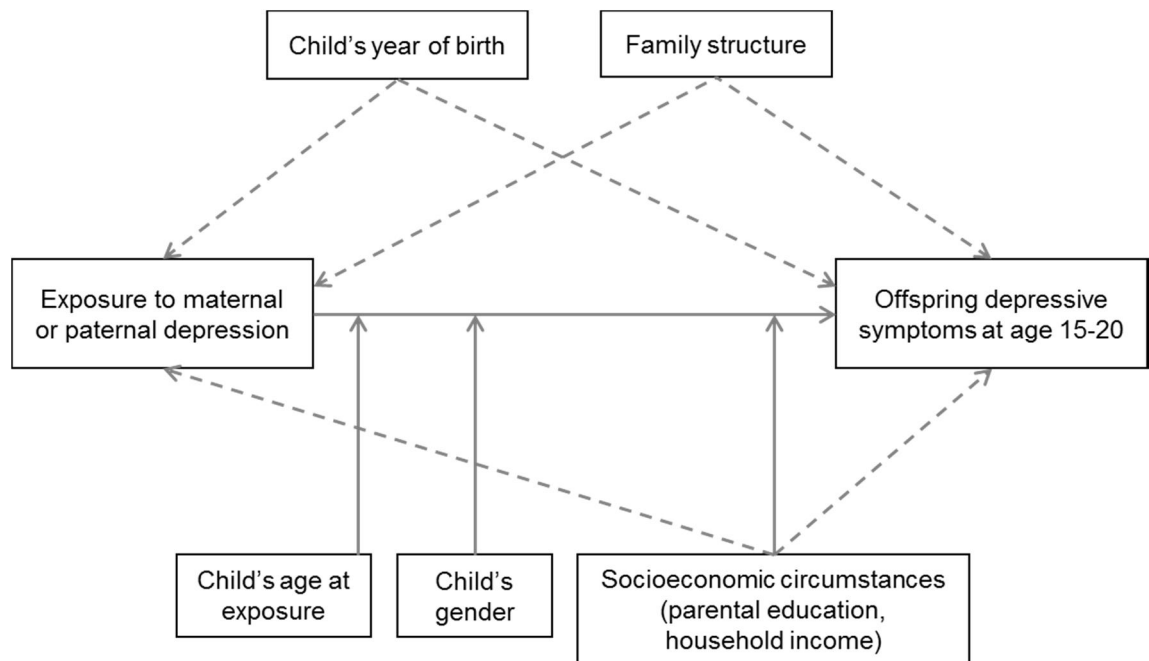 Child's year of birth
Family structure
Exposure to maternal
or paternal depression
Offspring depressive
symptoms at age 15-20
Child's age at
exposure
Child's
gender
Socioeconomic circumstances
(parental education,
household income)